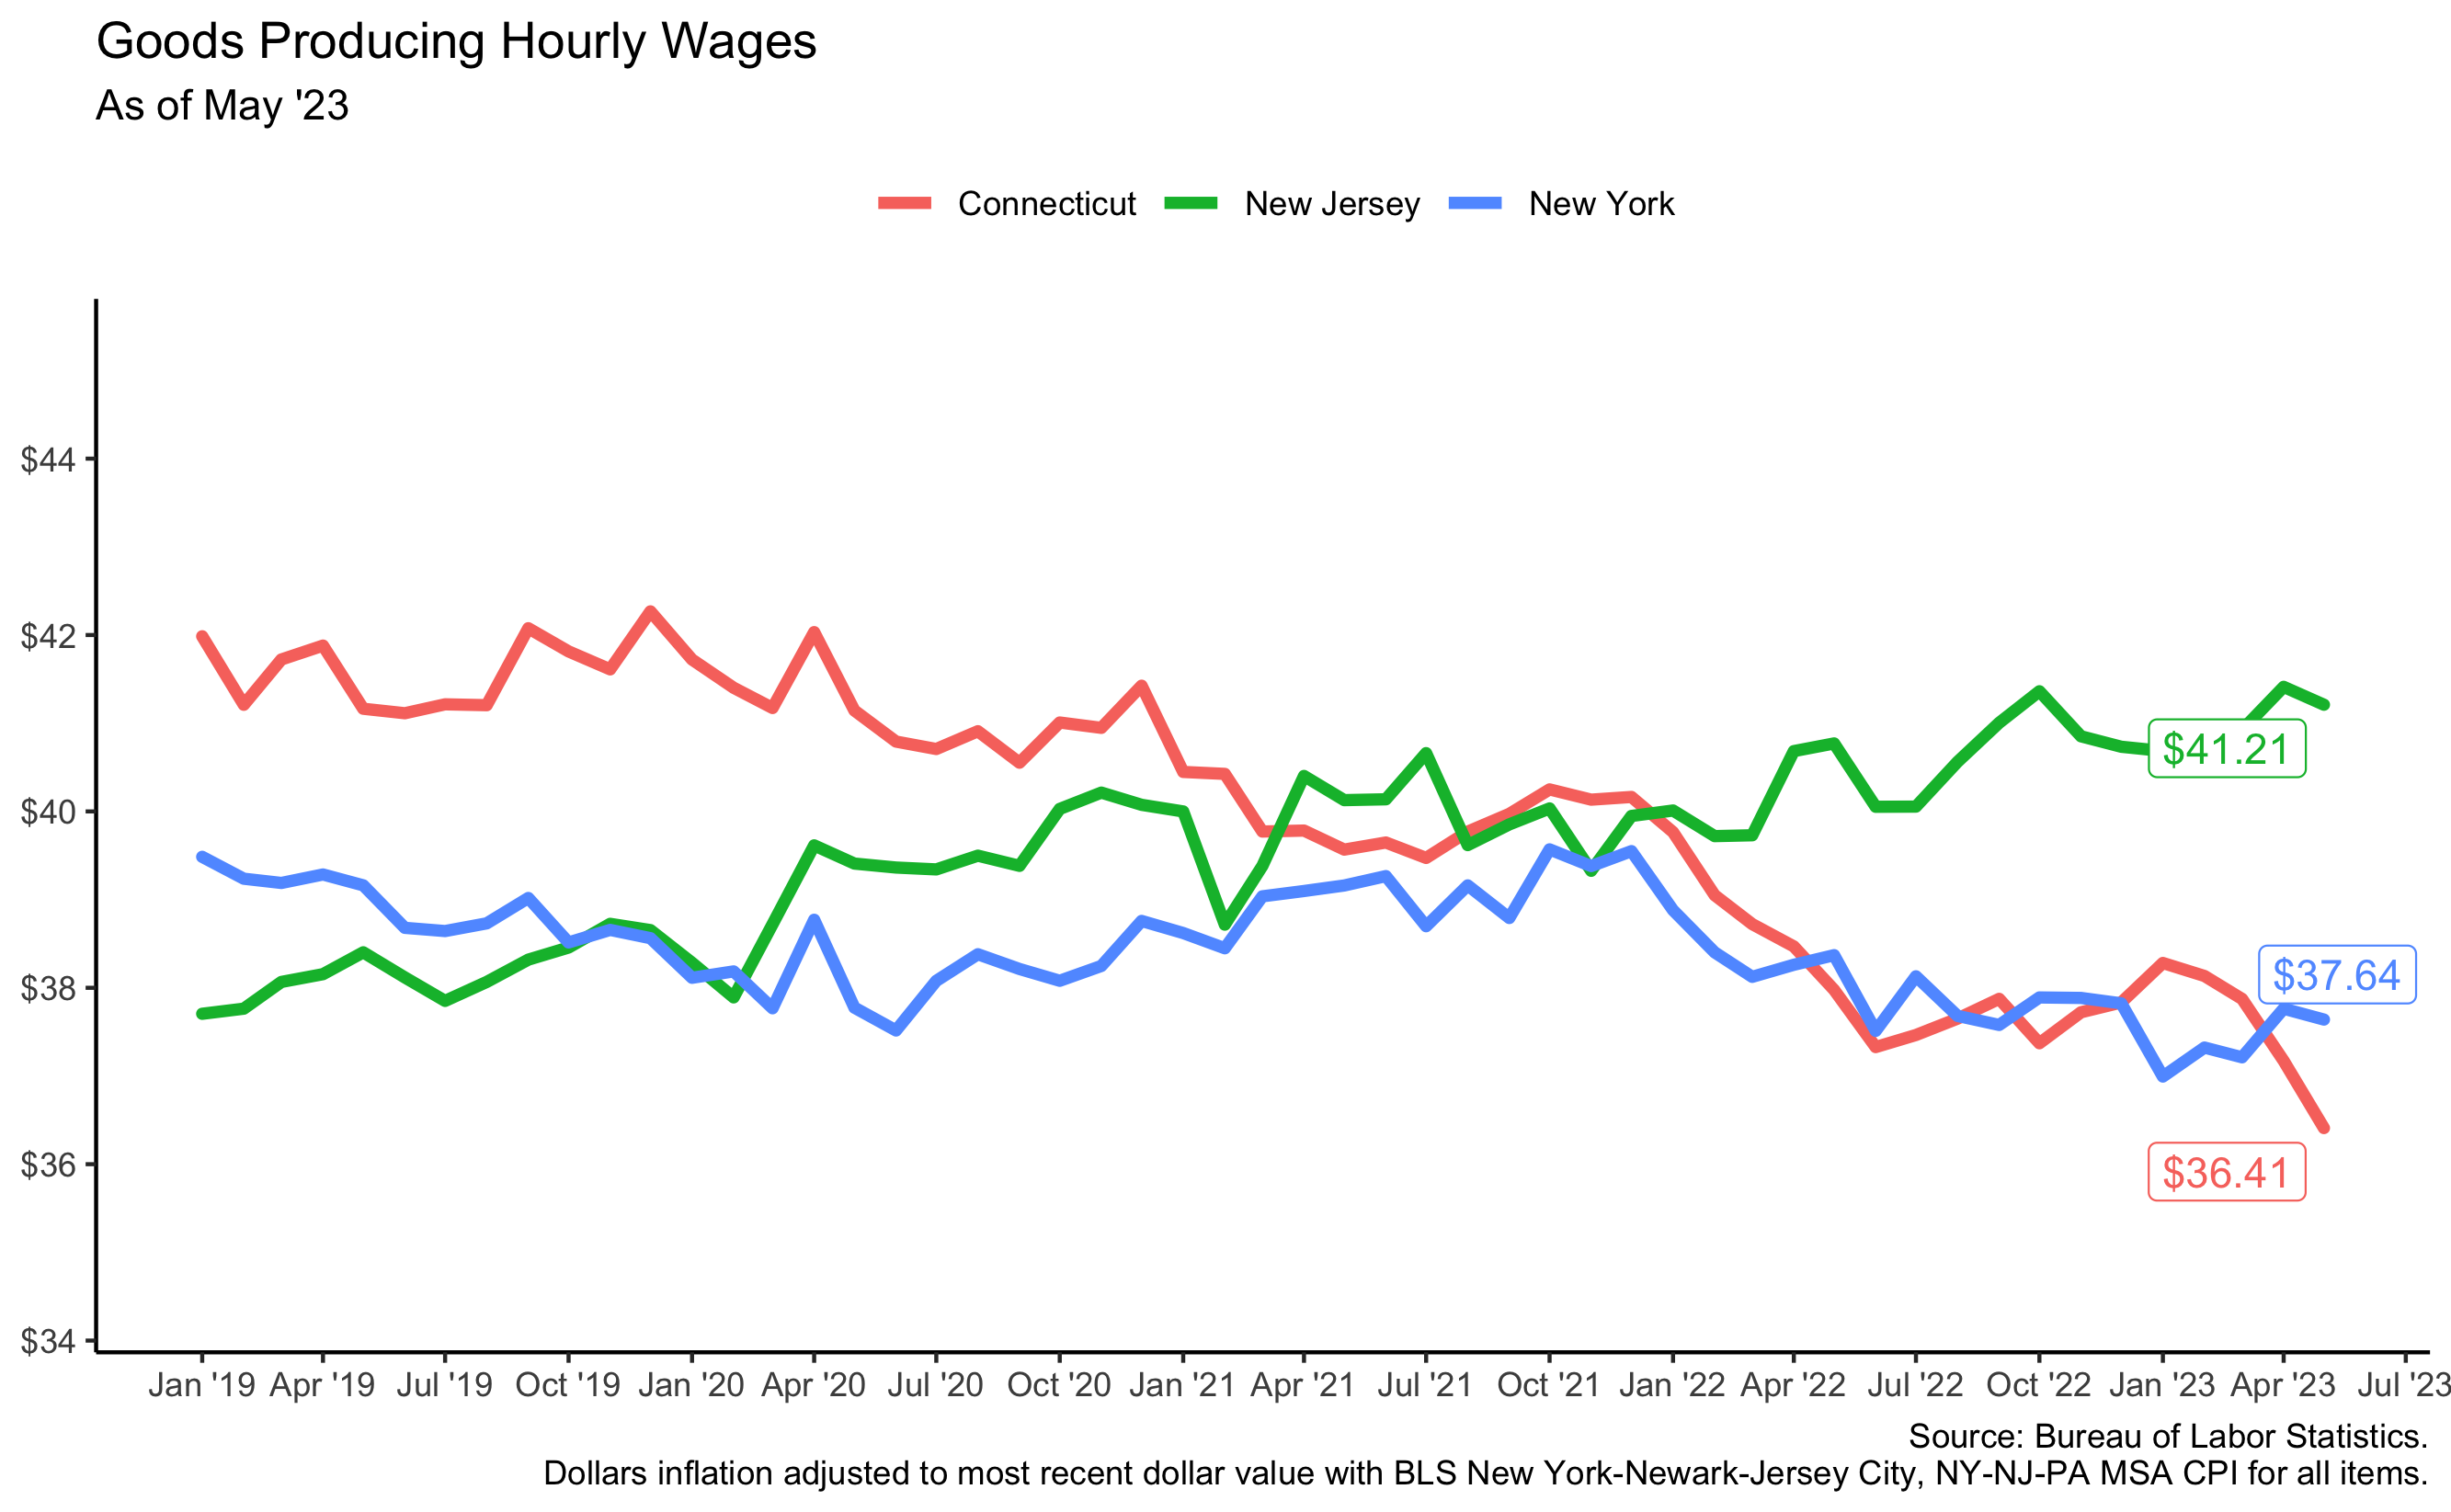 Goods Producing Hourly Wages
As of May '23
Connecticut New Jersey New York
$44
$42
$40
$38
$36
$34
$41.21
$37.64
$36.41
Jan '19 Apr '19 Jul '19 Oct '19 Jan '20 Apr '20 Jul '20 Oct '20 Jan '21 Apr '21 Jul '21 Oct '21 Jan '22 Apr '22 Jul '22 Oct '22 Jan '23 Apr '23 Jul '23
Source: Bureau of Labor Statistics.
Dollars inflation adjusted to most recent dollar value with BLS New York-Newark-Jersey City, NY-NJ-PA MSA CPI for all items.